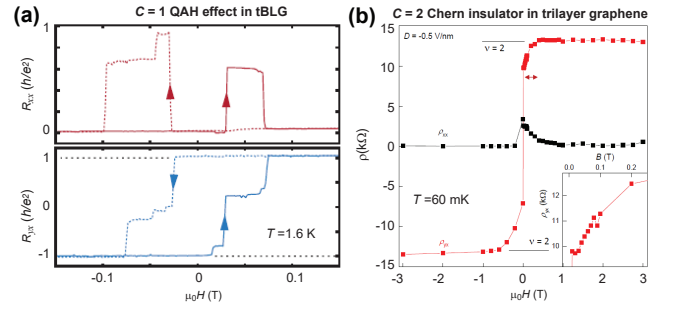 (a)
C = 1 QAH effect in tBLG
1
0
Rxx (h/e²)
1
0
-1
Ryx (h/e²)
T =1.6 K
-0.1
0
0.1
μ₀H (T)
(b)
C = 2 Chern insulator in trilayer graphene
D = -0.5 V/nm
ν = 2
15
10
5
0
-5
-10
-15
ρ(kΩ)
ρxx
T =60 mK
ρyx
ν = 2
-3
-2
-1
0
1
2
3
μ₀H (T)
B (T)
0.0
0.1
0.2
12
11
10
ρyx (kΩ)